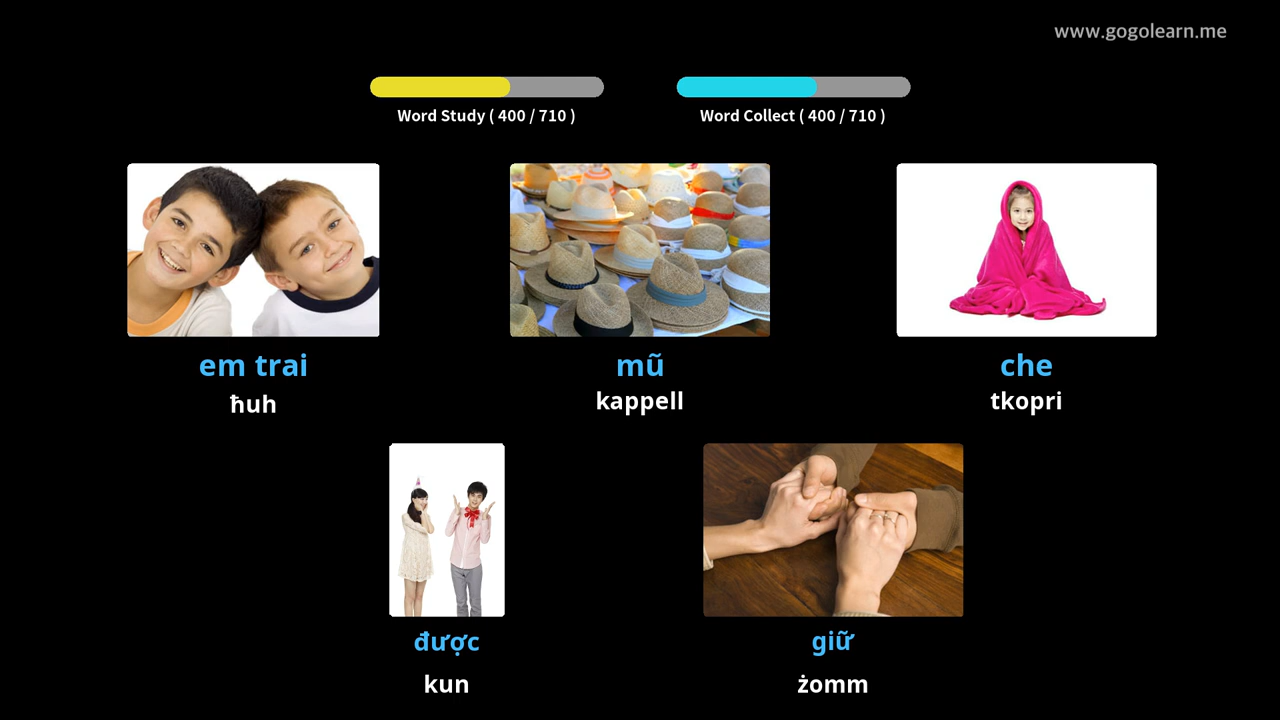 www.gogolearn.me
Word Study ( 400 / 710 )
Word Collect ( 400 / 710 )
em trai
ħuh
mũ
kappell
che
tkopri
được
kun
giữ
żomm